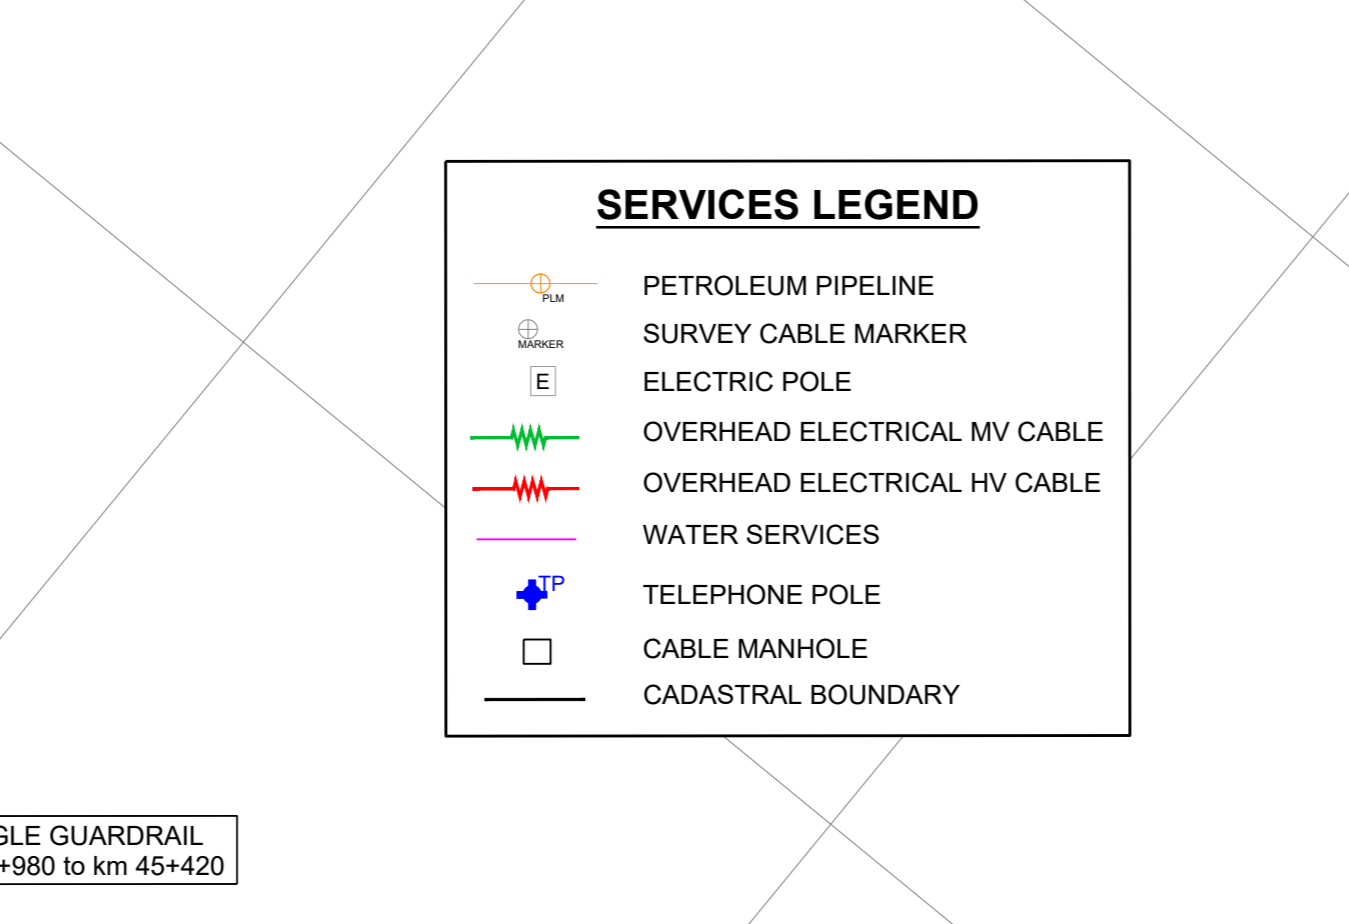 SERVICES LEGEND
PLM
PETROLEUM PIPELINE
MARKER
SURVEY CABLE MARKER
E
ELECTRIC POLE
OVERHEAD ELECTRICAL MV CABLE
OVERHEAD ELECTRICAL HV CABLE
WATER SERVICES
TP
TELEPHONE POLE
CABLE MANHOLE
CADASTRAL BOUNDARY
GLE GUARDRAIL
+980 to km 45+420